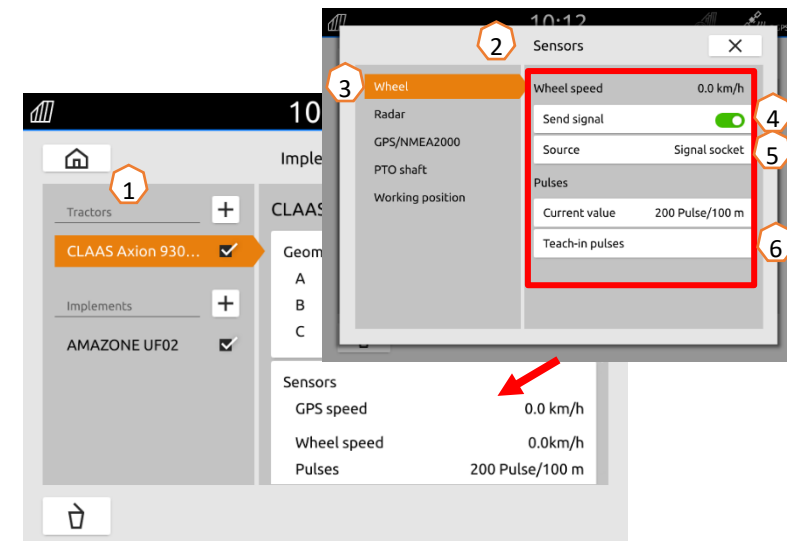 10:12
2 Sensors
3 Wheel
Radar
GPS/NMEA2000
PTO shaft
Working position
Wheel speed 0.0 km/h
Send signal 4
Source Signal socket 5
Pulses
Current value 200 Pulse/100 m
Teach-in pulses 6
10
Imple
1
Tractors
CLAAS Axion 930...
Implements
AMAZONE UF02
CLAAS
Geom
A
B
C
Sensors
GPS speed 0.0 km/h
Wheel speed 0.0km/h
Pulses 200 Pulse/100 m